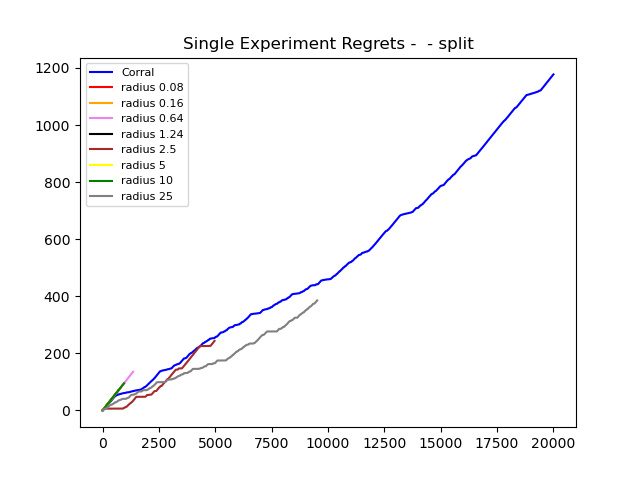 Single Experiment Regrets -  - split
1200
1000
800
600
400
200
0
Corral
radius 0.08
radius 0.16
radius 0.64
radius 1.24
radius 2.5
radius 5
radius 10
radius 25
0 2500 5000 7500 10000 12500 15000 17500 20000